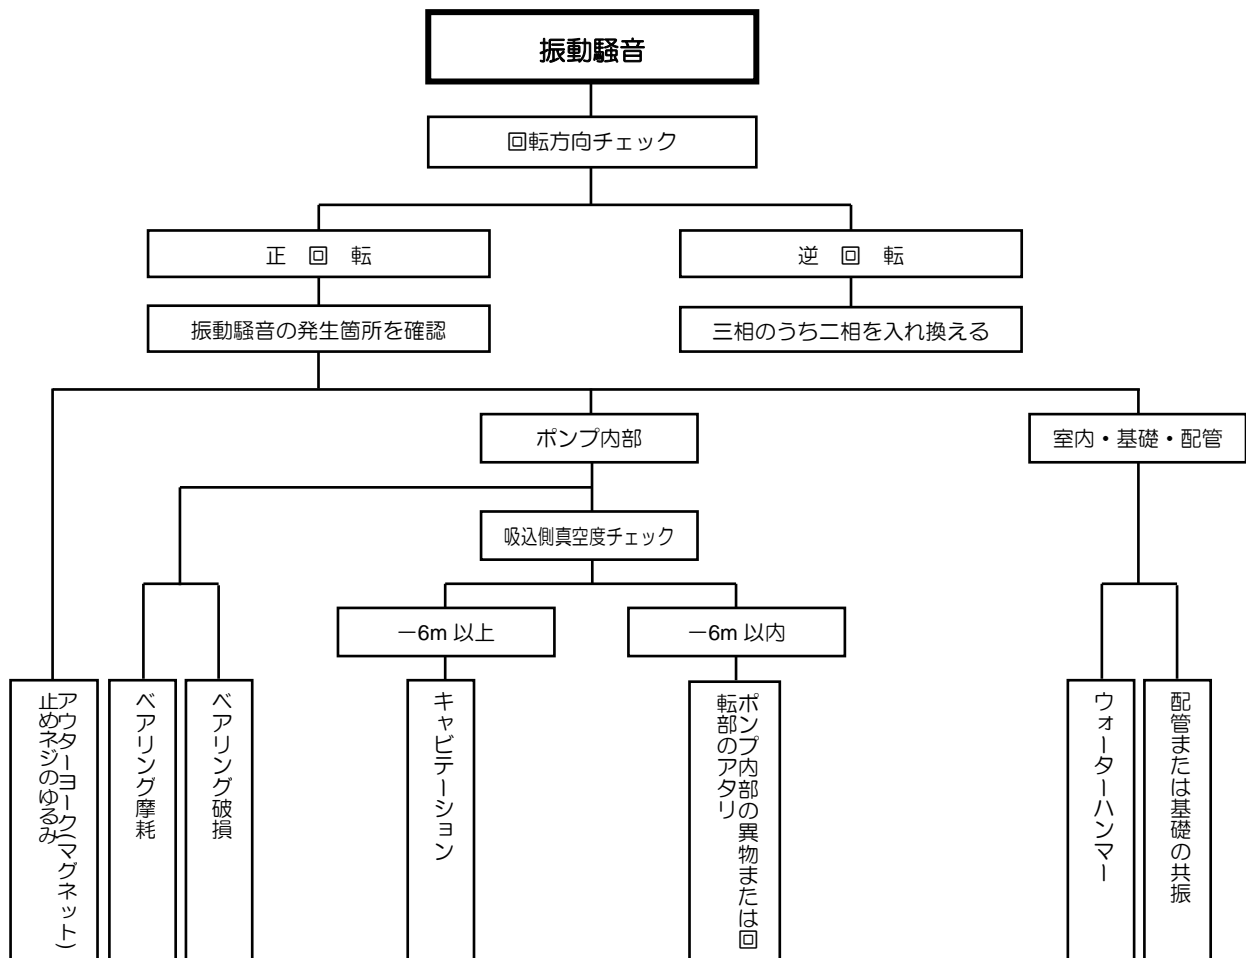 振動騒音
回転方向チェック
正　回　転
逆　回　転
振動騒音の発生箇所を確認
三相のうち二相を入れ換える
ポンプ内部
室内・基礎・配管
吸込側真空度チェック
−6m 以上
−6m 以内
アウターヨーク(マグネット)
止めネジのゆるみ
ベアリング摩耗
ベアリング破損
キャビテーション
ポンプ内部の異物または回
転部のアタリ
ウォーターハンマー
配管または基礎の共振